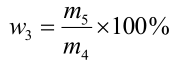 w₃ = m₅/m₄ × 100%